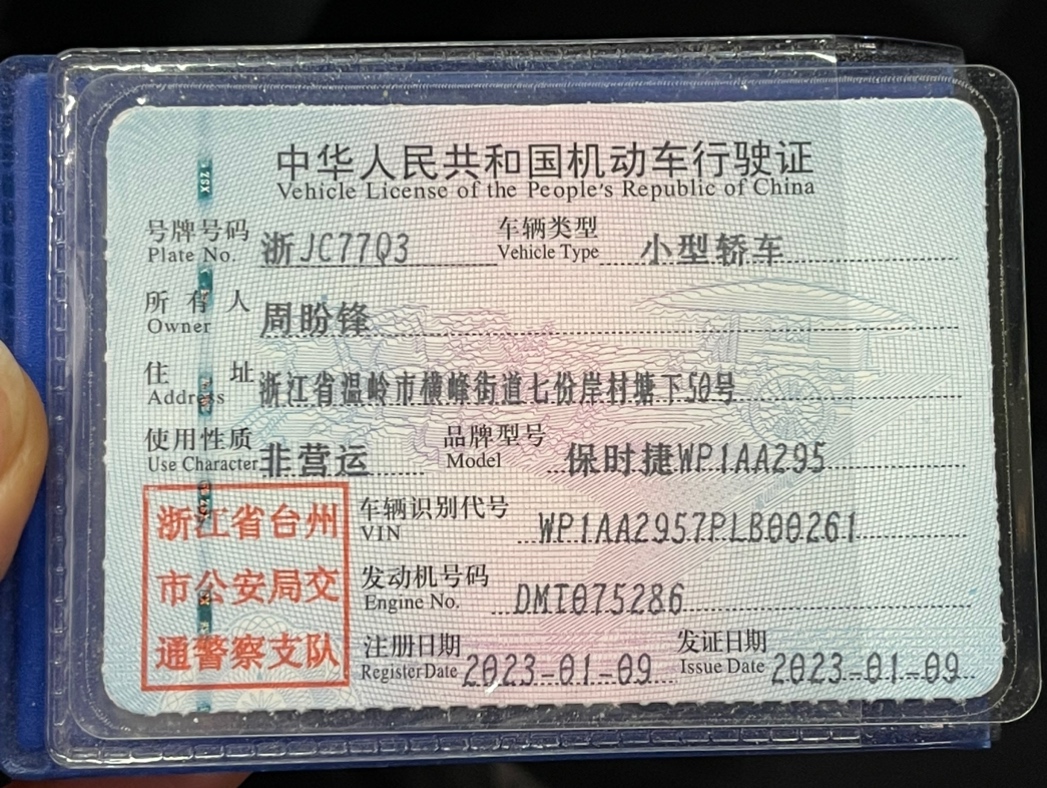 中华人民共和国机动车行驶证
Vehicle License of the People's Republic of China
号牌号码 浙JC77Q3 车辆类型 小型轿车
Plate No. Vehicle Type
所有人 周盼锋
Owner
住址 浙江省温岭市横峰街道七份岸村塘下50号
Address
使用性质 非营运 品牌型号 保时捷WP1AA295
Use Character Model
浙江省台州
市公安局交
通警察支队
车辆识别代号 WP1AA2957PLB00261
VIN
发动机号码 DMT075286
Engine No.
注册日期 2023-01-09 发证日期 2023-01-09
Register Date Issue Date